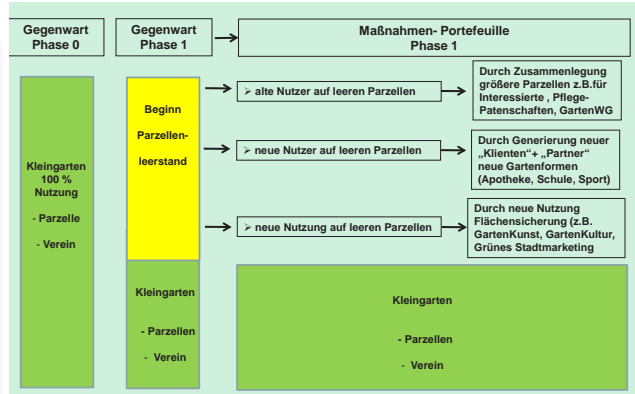 Gegenwart
Phase 0
Gegenwart
Phase 1
Maßnahmen- Portefeuille
Phase 1
Kleingarten
100 %
Nutzung
- Parzelle
- Verein
Beginn
Parzellen-
leerstand
Kleingarten
- Parzellen
- Verein
➢ alte Nutzer auf leeren Parzellen
Durch Zusammenlegung
größere Parzellen z.B.für
Interessierte , Pflege-
Patenschaften, GartenWG
➢ neue Nutzer auf leeren Parzellen
Durch Generierung neuer
„Klienten“+ „Partner“
neue Gartenformen
(Apotheke, Schule, Sport)
➢ neue Nutzung auf leeren Parzellen
Durch neue Nutzung
Flächensicherung (z.B.
GartenKunst, GartenKultur,
Grünes Stadtmarketing
Kleingarten
- Parzellen
- Verein